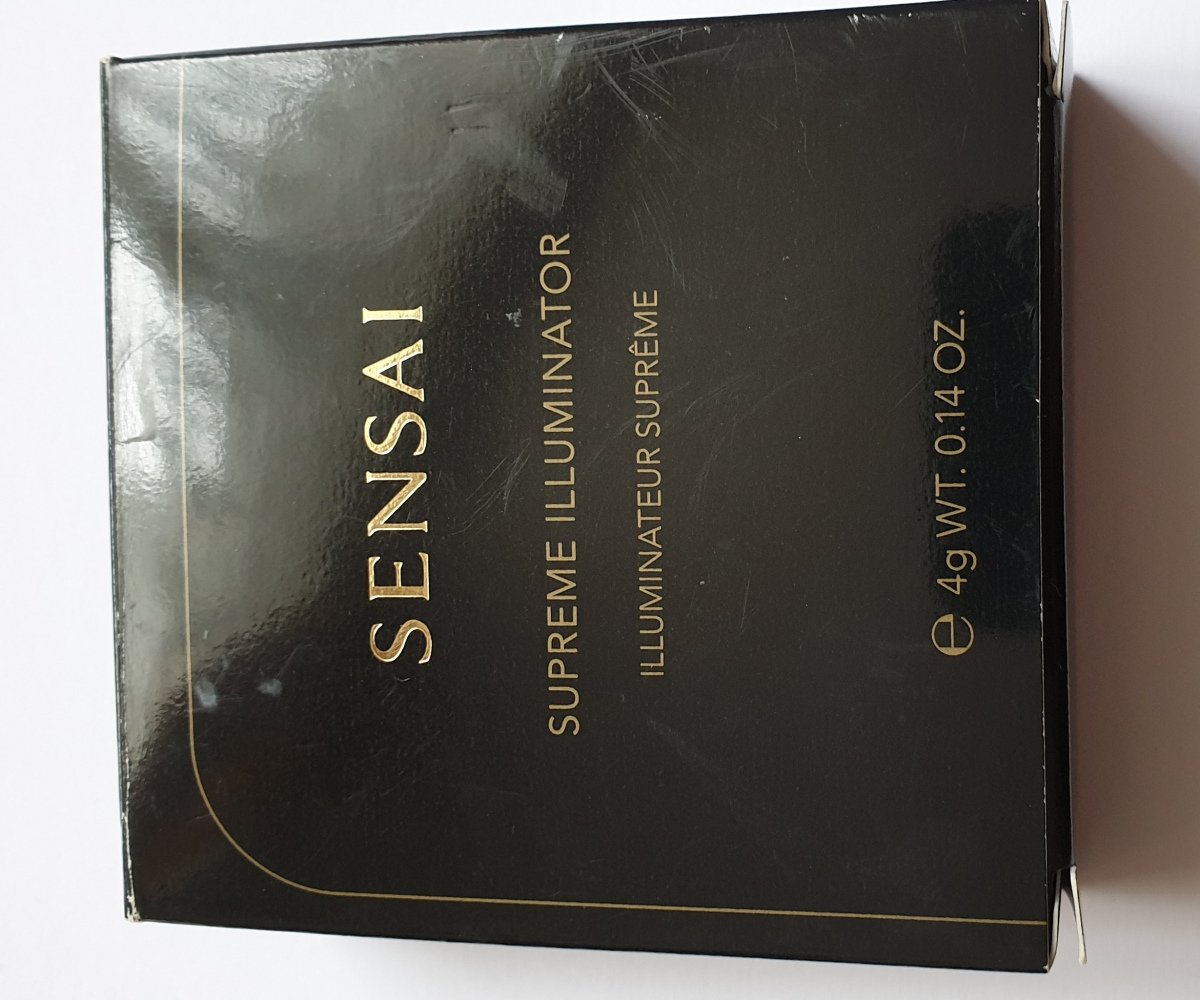 SENSAI
SUPREME ILLUMINATOR
ILLUMINATEUR SUPRÊME
℮ 4g WT. 0.14 OZ.